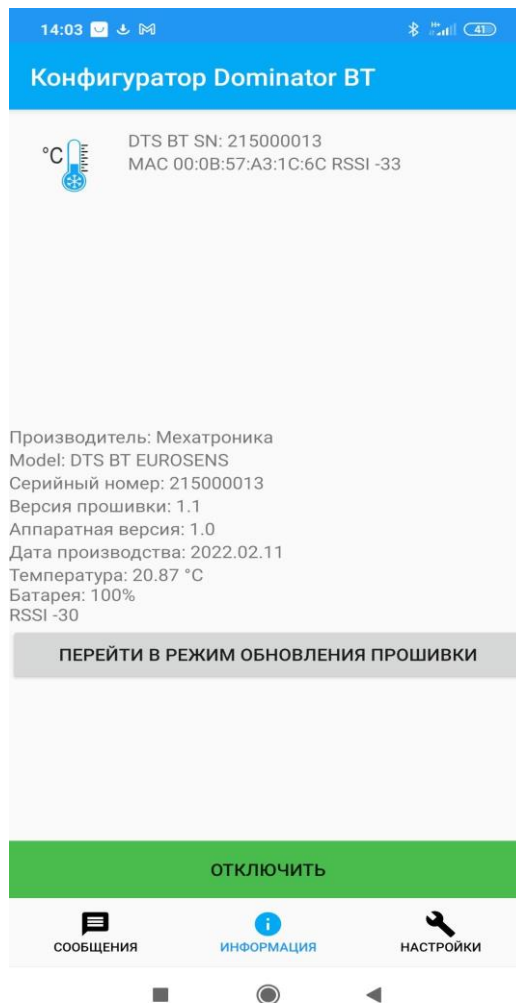 14:03
H+
41
Конфигуратор Dominator BT
°C
DTS BT SN: 215000013
MAC 00:0B:57:A3:1C:6C RSSI -33
Производитель: Мехатроника
Model: DTS BT EUROSENS
Серийный номер: 215000013
Версия прошивки: 1.1
Аппаратная версия: 1.0
Дата производства: 2022.02.11
Температура: 20.87 °C
Батарея: 100%
RSSI -30
ПЕРЕЙТИ В РЕЖИМ ОБНОВЛЕНИЯ ПРОШИВКИ
ОТКЛЮЧИТЬ
СООБЩЕНИЯ ИНФОРМАЦИЯ НАСТРОЙКИ